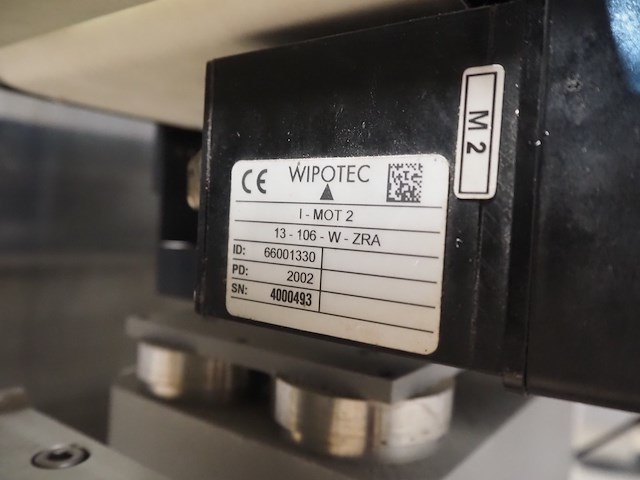 CE WIPOTEC
I - MOT 2
13 - 106 - W - ZRA
ID: 66001330
PD: 2002
SN: 4000493
M 2